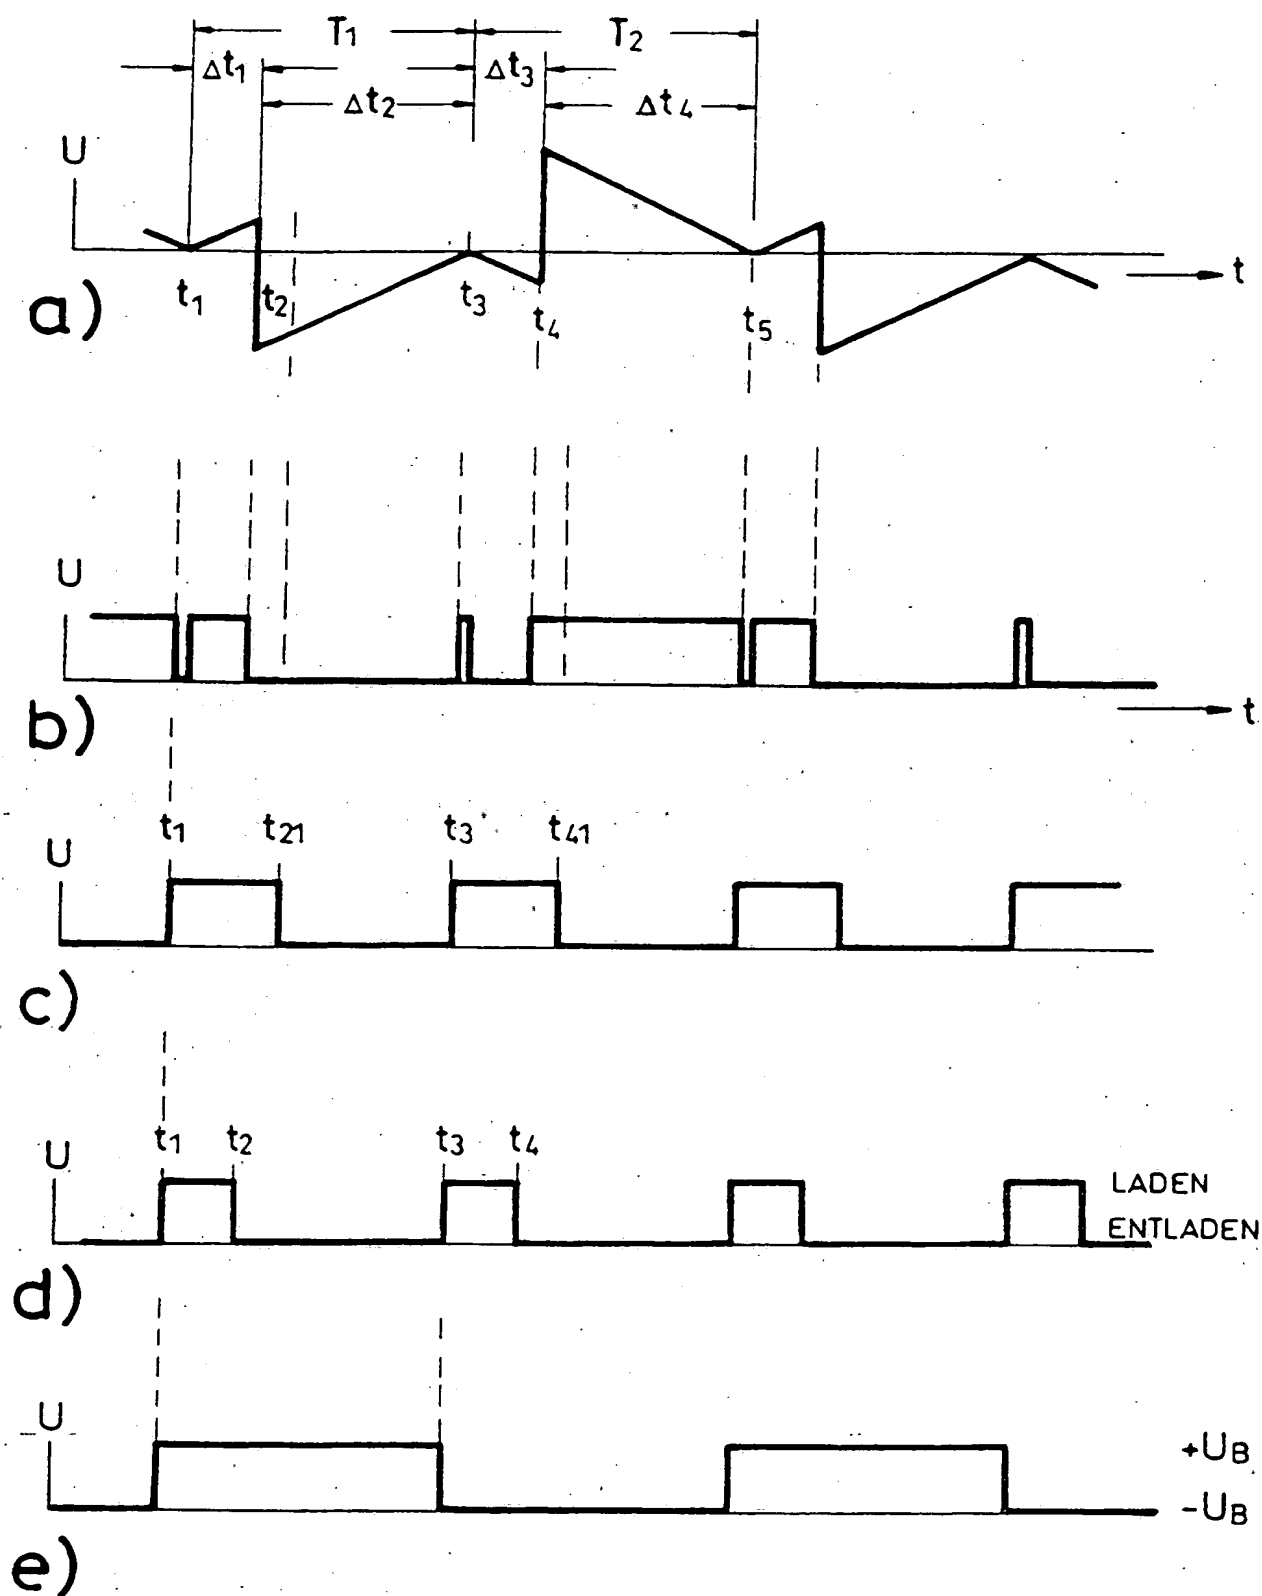 T1 T2
Δt1 Δt3
Δt2 Δt4
U
t1 t2 t3 t4 t5
t
a)
U
t
b)
t1 t21 t3 t41
U
c)
t1 t2 t3 t4
U
LADEN
ENTLADEN
d)
U
+UB
-UB
e)